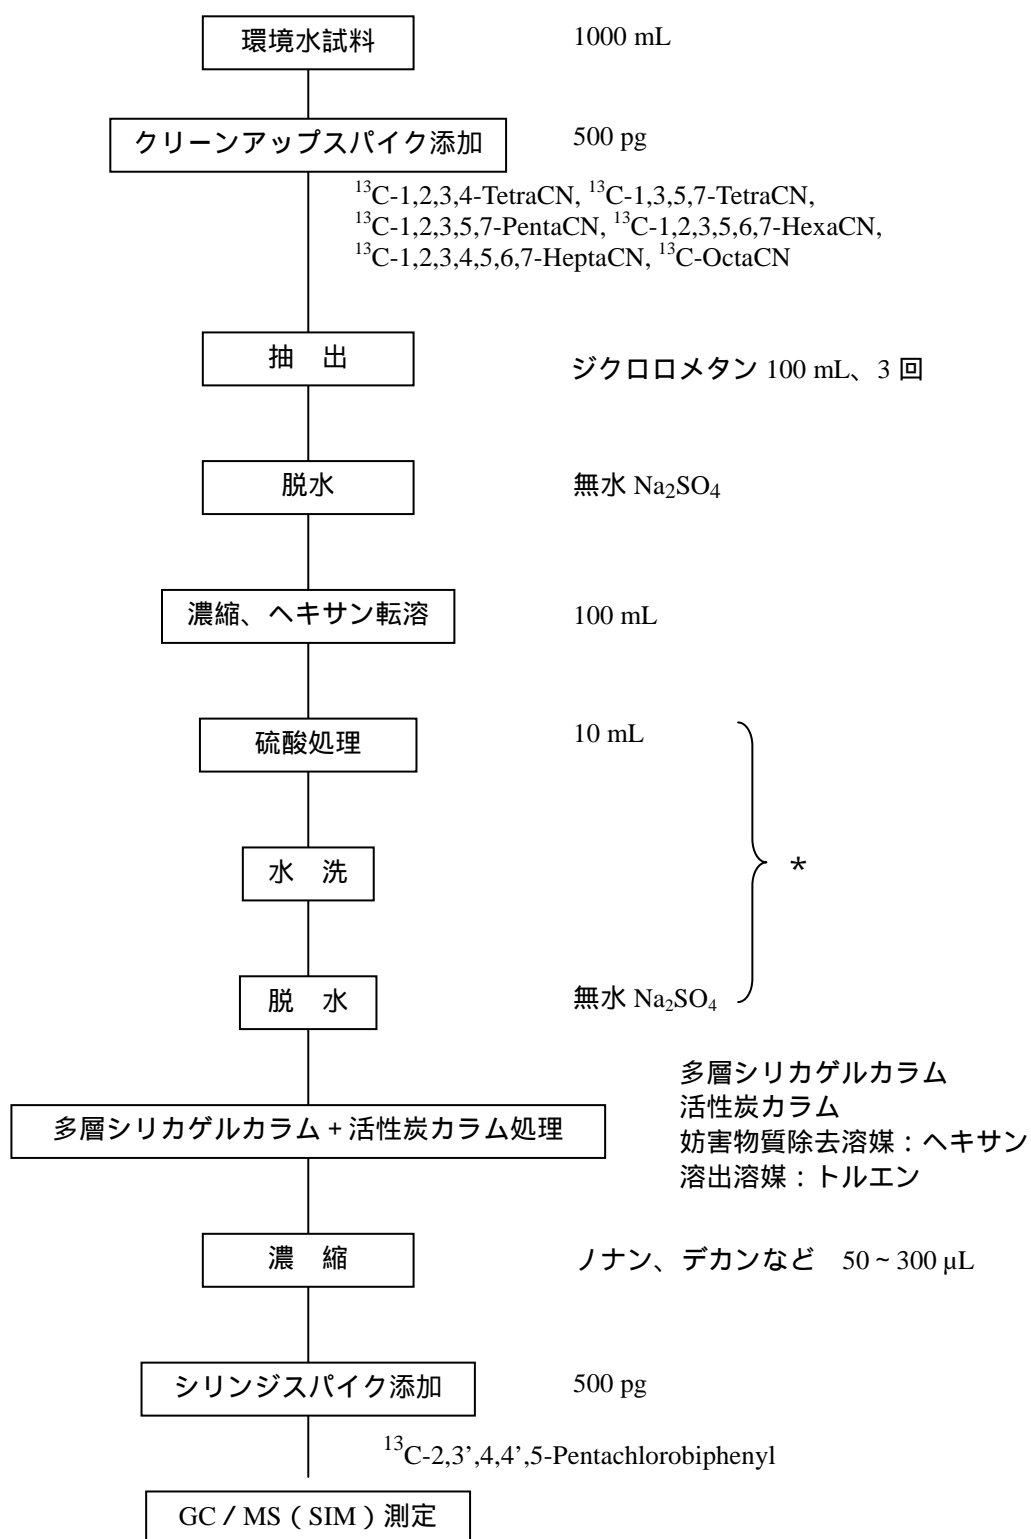 環境水試料
1000 mL
クリーンアップスパイク添加
500 pg
¹³C-1,2,3,4-TetraCN, ¹³C-1,3,5,7-TetraCN,
¹³C-1,2,3,5,7-PentaCN, ¹³C-1,2,3,5,6,7-HexaCN,
¹³C-1,2,3,4,5,6,7-HeptaCN, ¹³C-OctaCN
抽　出
ジクロロメタン 100 mL、3 回
脱水
無水 Na₂SO₄
濃縮、ヘキサン転溶
100 mL
硫酸処理
10 mL
水　洗
*
脱　水
無水 Na₂SO₄
多層シリカゲルカラム＋活性炭カラム処理
多層シリカゲルカラム
活性炭カラム
妨害物質除去溶媒：ヘキサン
溶出溶媒：トルエン
濃　縮
ノナン、デカンなど　50～300 µL
シリンジスパイク添加
500 pg
¹³C-2,3’,4,4’,5-Pentachlorobiphenyl
GC／MS（SIM）測定